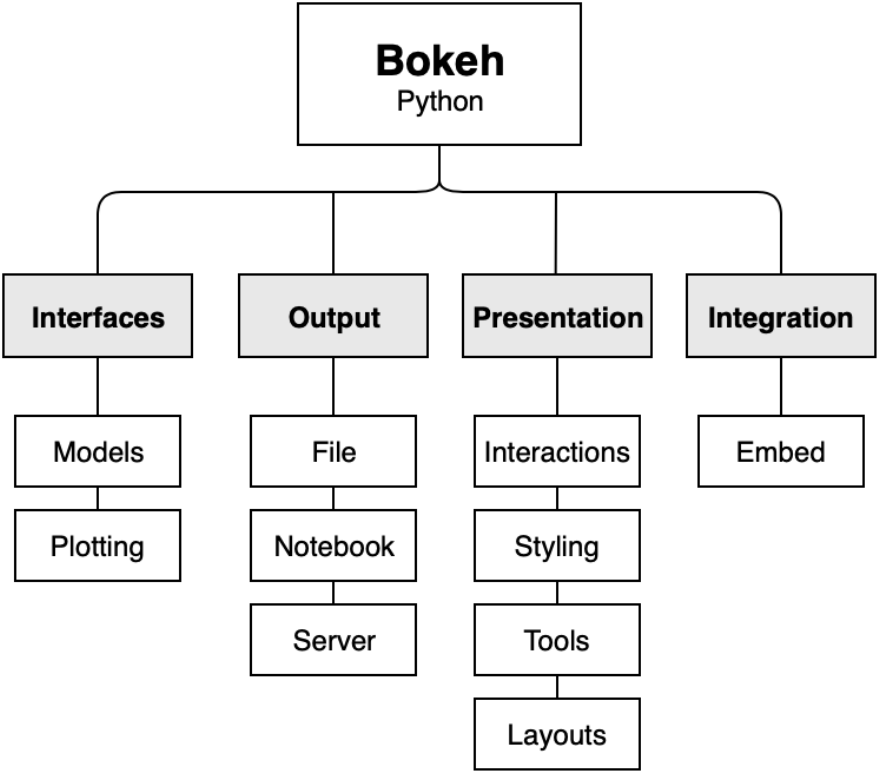 Bokeh
Python
Interfaces
Output
Presentation
Integration
Models
File
Interactions
Embed
Plotting
Notebook
Styling
Server
Tools
Layouts